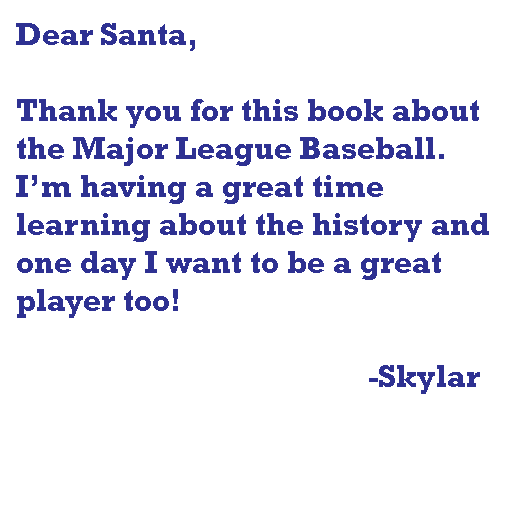 Dear Santa,
Thank you for this book about
the Major League Baseball.
I’m having a great time
learning about the history and
one day I want to be a great
player too!
-Skylar